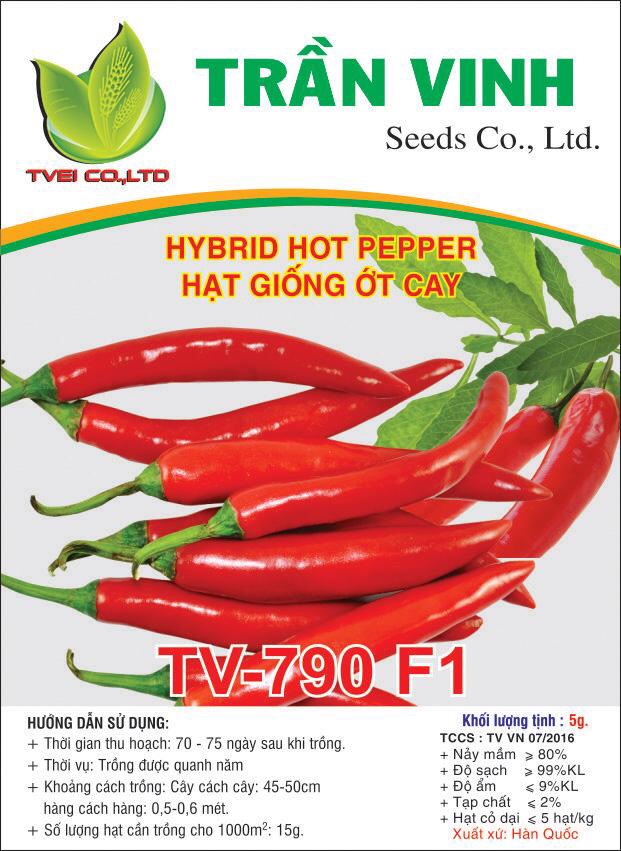 TRẦN VINH
Seeds Co., Ltd.
TVEI CO.,LTD
HYBRID HOT PEPPER
HẠT GIỐNG ỚT CAY
TV-790 F1
HƯỚNG DẪN SỬ DỤNG:
+ Thời gian thu hoạch: 70 - 75 ngày sau khi trồng.
+ Thời vụ: Trồng được quanh năm
+ Khoảng cách trồng: Cây cách cây: 45-50cm
hàng cách hàng: 0,5-0,6 mét.
+ Số lượng hạt cần trồng cho 1000m²: 15g.
Khối lượng tịnh : 5g.
TCCS : TV VN 07/2016
+ Nảy mầm ⩾ 80%
+ Độ sạch ⩾ 99%KL
+ Độ ẩm ⩽ 9%KL
+ Tạp chất ⩽ 2%
+ Hạt cỏ dại ⩽ 5 hạt/kg
Xuất xứ: Hàn Quốc